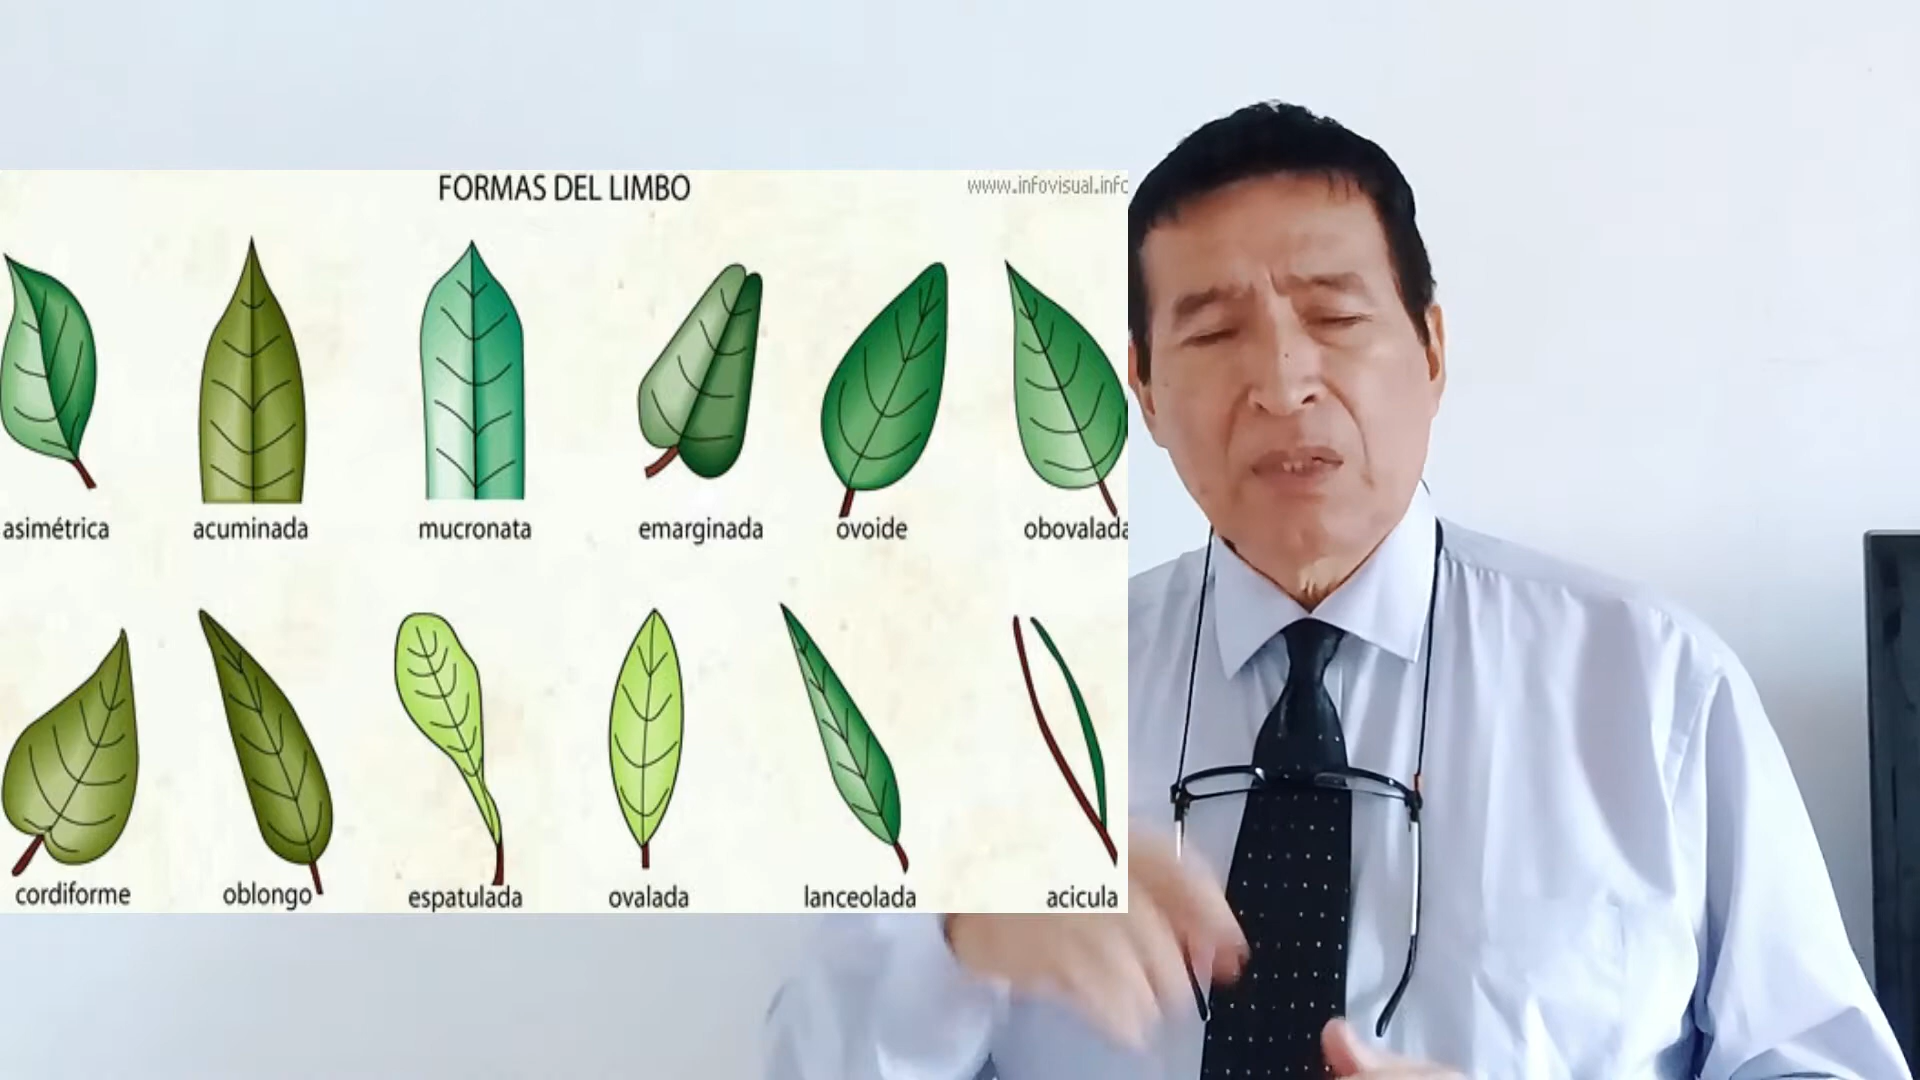 FORMAS DEL LIMBO
www.infovisual.info
asimétrica acuminada mucronata emarginada ovoide obovalada
cordiforme oblongo espatulada ovalada lanceolada acicula